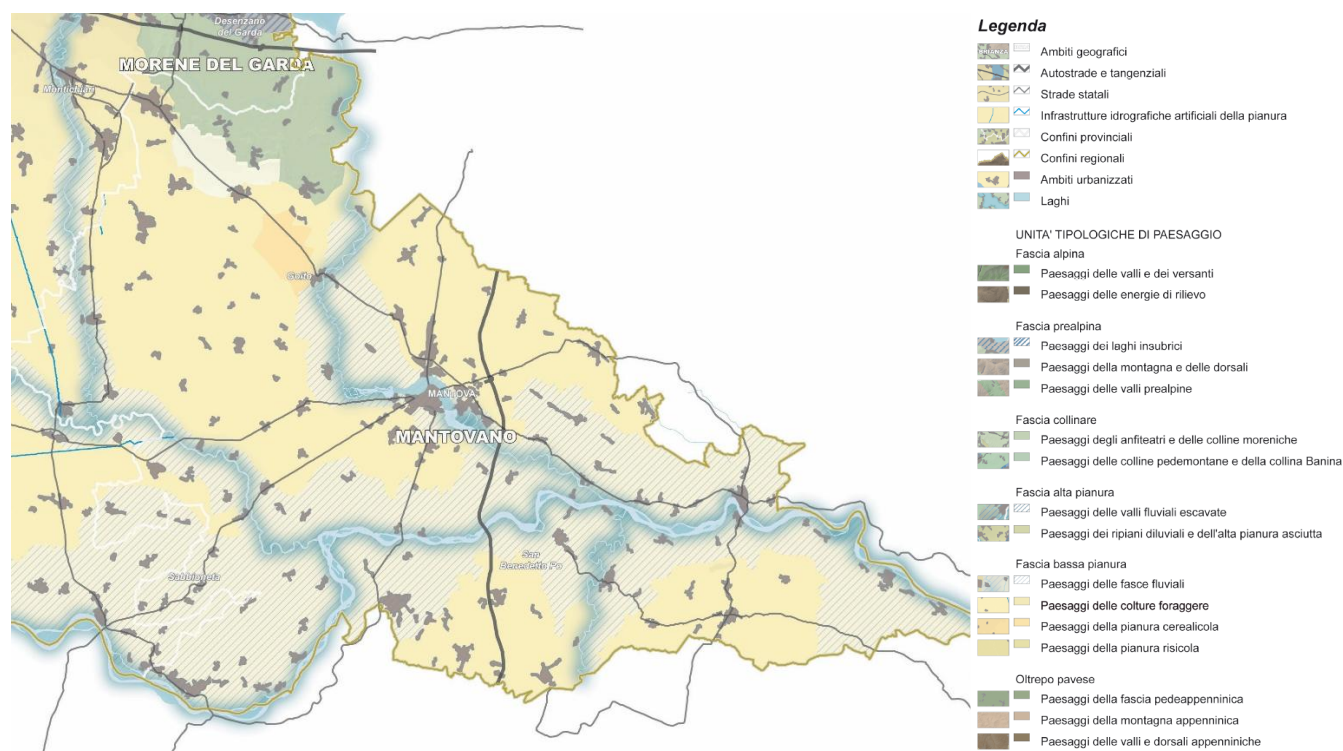 Desenzano
del Garda
MORENE DEL GARDA
Montichiari
Goito
MANTOVA
MANTOVANO
San
Benedetto Po
Sabbioneta
Legenda
BRIANZA
Ambiti geografici
Autostrade e tangenziali
Strade statali
Infrastrutture idrografiche artificiali della pianura
Confini provinciali
Confini regionali
Ambiti urbanizzati
Laghi
UNITA' TIPOLOGICHE DI PAESAGGIO
Fascia alpina
Paesaggi delle valli e dei versanti
Paesaggi delle energie di rilievo
Fascia prealpina
Paesaggi dei laghi insubrici
Paesaggi della montagna e delle dorsali
Paesaggi delle valli prealpine
Fascia collinare
Paesaggi degli anfiteatri e delle colline moreniche
Paesaggi delle colline pedemontane e della collina Banina
Fascia alta pianura
Paesaggi delle valli fluviali escavate
Paesaggi dei ripiani diluviali e dell'alta pianura asciutta
Fascia bassa pianura
Paesaggi delle fasce fluviali
Paesaggi delle colture foraggere
Paesaggi della pianura cerealicola
Paesaggi della pianura risicola
Oltrepo pavese
Paesaggi della fascia pedeappenninica
Paesaggi della montagna appenninica
Paesaggi delle valli e dorsali appenniniche